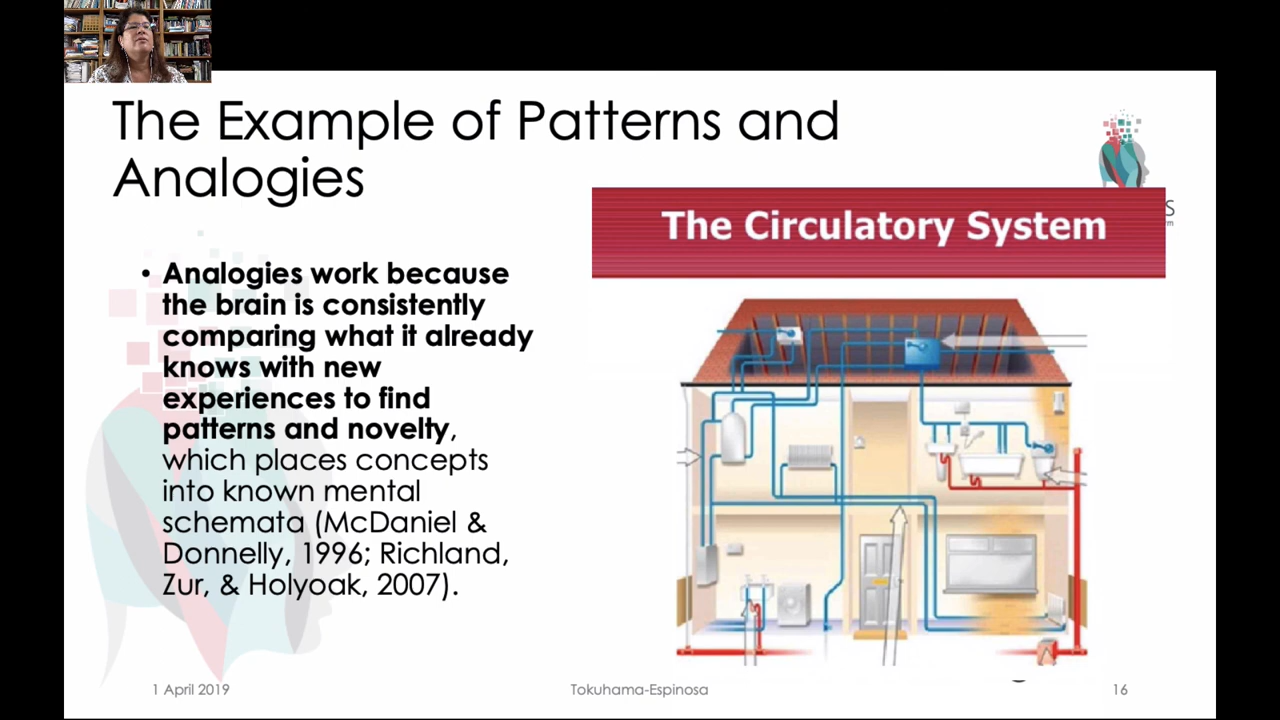 The Example of Patterns and
Analogies
S
m
The Circulatory System
• Analogies work because
the brain is consistently
comparing what it already
knows with new
experiences to find
patterns and novelty,
which places concepts
into known mental
schemata (McDaniel &
Donnelly, 1996; Richland,
Zur, & Holyoak, 2007).
1 April 2019
Tokuhama-Espinosa
16